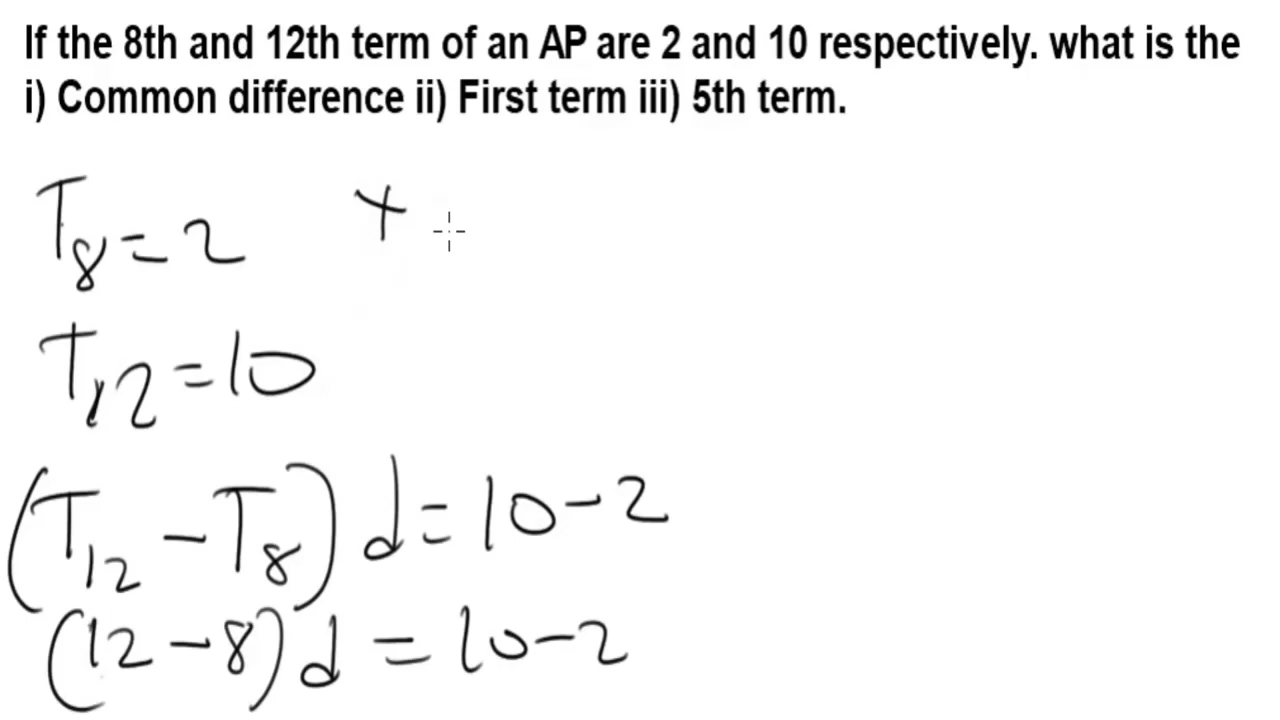 If the 8th and 12th term of an AP are 2 and 10 respectively. what is the
i) Common difference ii) First term iii) 5th term.
T₈ = 2 +
T₁₂ = 10
(T₁₂ - T₈) d = 10 - 2
(12 - 8) d = 10 - 2